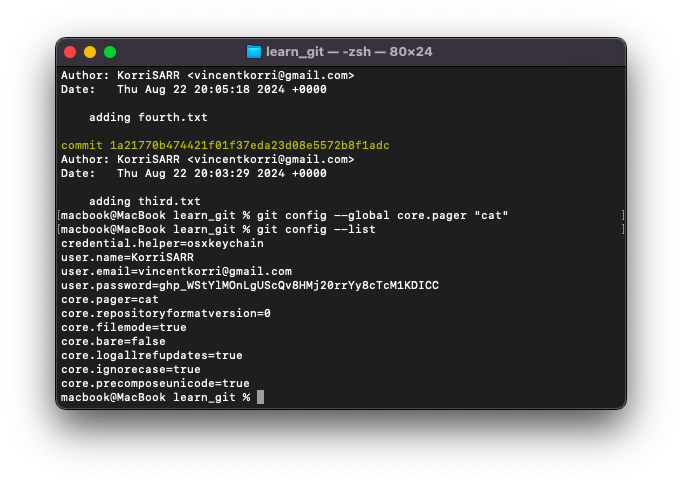 learn_git — -zsh — 80×24
Author: KorriSARR <vincentkorri@gmail.com>
Date:   Thu Aug 22 20:05:18 2024 +0000
adding fourth.txt
commit 1a21770b474421f01f37eda23d08e5572b8f1adc
Author: KorriSARR <vincentkorri@gmail.com>
Date:   Thu Aug 22 20:03:29 2024 +0000
adding third.txt
[macbook@MacBook learn_git % git config --global core.pager "cat" ]
[macbook@MacBook learn_git % git config --list ]
credential.helper=osxkeychain
user.name=KorriSARR
user.email=vincentkorri@gmail.com
user.password=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
core.pager=cat
core.repositoryformatversion=0
core.filemode=true
core.bare=false
core.logallrefupdates=true
core.ignorecase=true
core.precomposeunicode=true
macbook@MacBook learn_git %